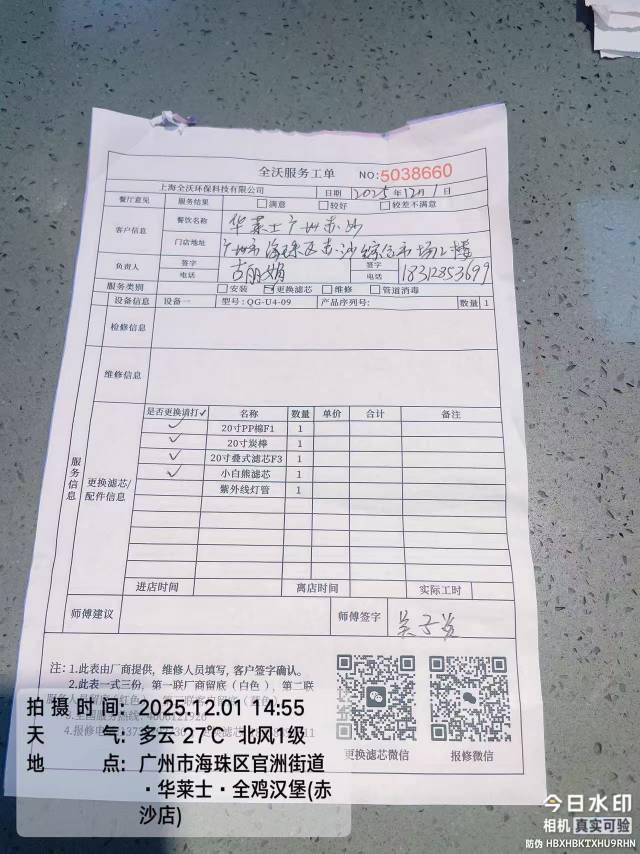 全沃服务工单 NO:5038660
上海全沃环保科技有限公司 日期 2025年12月1日
餐厅意见 服务结果 满意 较好 较差不满意
客户信息 餐饮名称 华莱士广州赤沙
门店地址 广州市海珠区赤沙综合市场2楼
负责人 签字 签字
电话 古丽娟 电话 18312853699
服务类别 安装 更换滤芯 维修 管道消毒
设备信息 设备一 型号:QG-U4-09 产品序列号: 数量 1
检修信息
维修信息
服务信息
更换滤芯/配件信息
是否更换请打✓ 名称 数量 单价 合计 备注
✓ 20寸PP棉F1 1
✓ 20寸炭棒 1
✓ 20寸叠式滤芯F3 1
✓ 小白熊滤芯 1
紫外线灯管 1
进店时间 离店时间 实际工时
师傅建议 师傅签字
注:1.此表由厂商提供,维修人员填写,客户签字确认。
2.此表一式三份,第一联厂商留底(白色),第二联
更换滤芯微信 报修微信
拍摄时间: 2025.12.01 14:55
天气: 多云 27℃ 北风1级
地点: 广州市海珠区官洲街道
·华莱士·全鸡汉堡(赤
沙店)
今日水印
相机 真实可验
防伪 HBXHBKTXHU9RHN